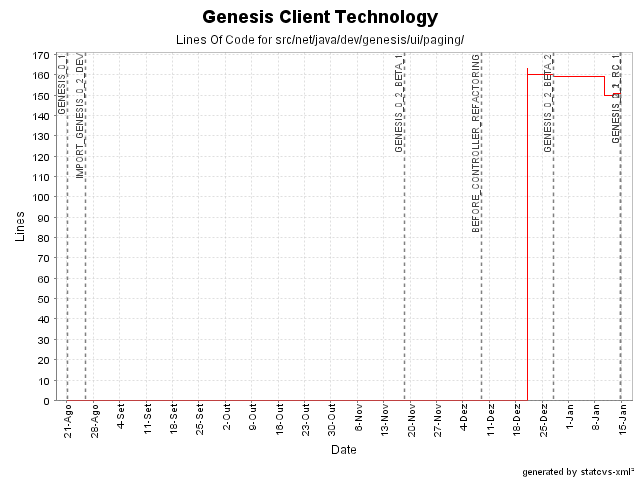 Genesis Client Technology
Lines Of Code for src/net/java/dev/genesis/ui/paging/
170
160
150
140
130
120
110
100
90
80
70
60
50
40
30
20
10
0
Lines
GENESIS_0_1
IMPORT_GENESIS_0_2_DEV
GENESIS_0_2_BETA_1
BEFORE_CONTROLLER_REFACTORING
GENESIS_0_2_BETA_2
GENESIS_0_2_RC_1
21-Ago
28-Ago
4-Set
11-Set
18-Set
25-Set
2-Out
9-Out
16-Out
23-Out
30-Out
6-Nov
13-Nov
20-Nov
27-Nov
4-Dez
11-Dez
18-Dez
25-Dez
1-Jan
8-Jan
15-Jan
Date
generated by statcvs-xml²